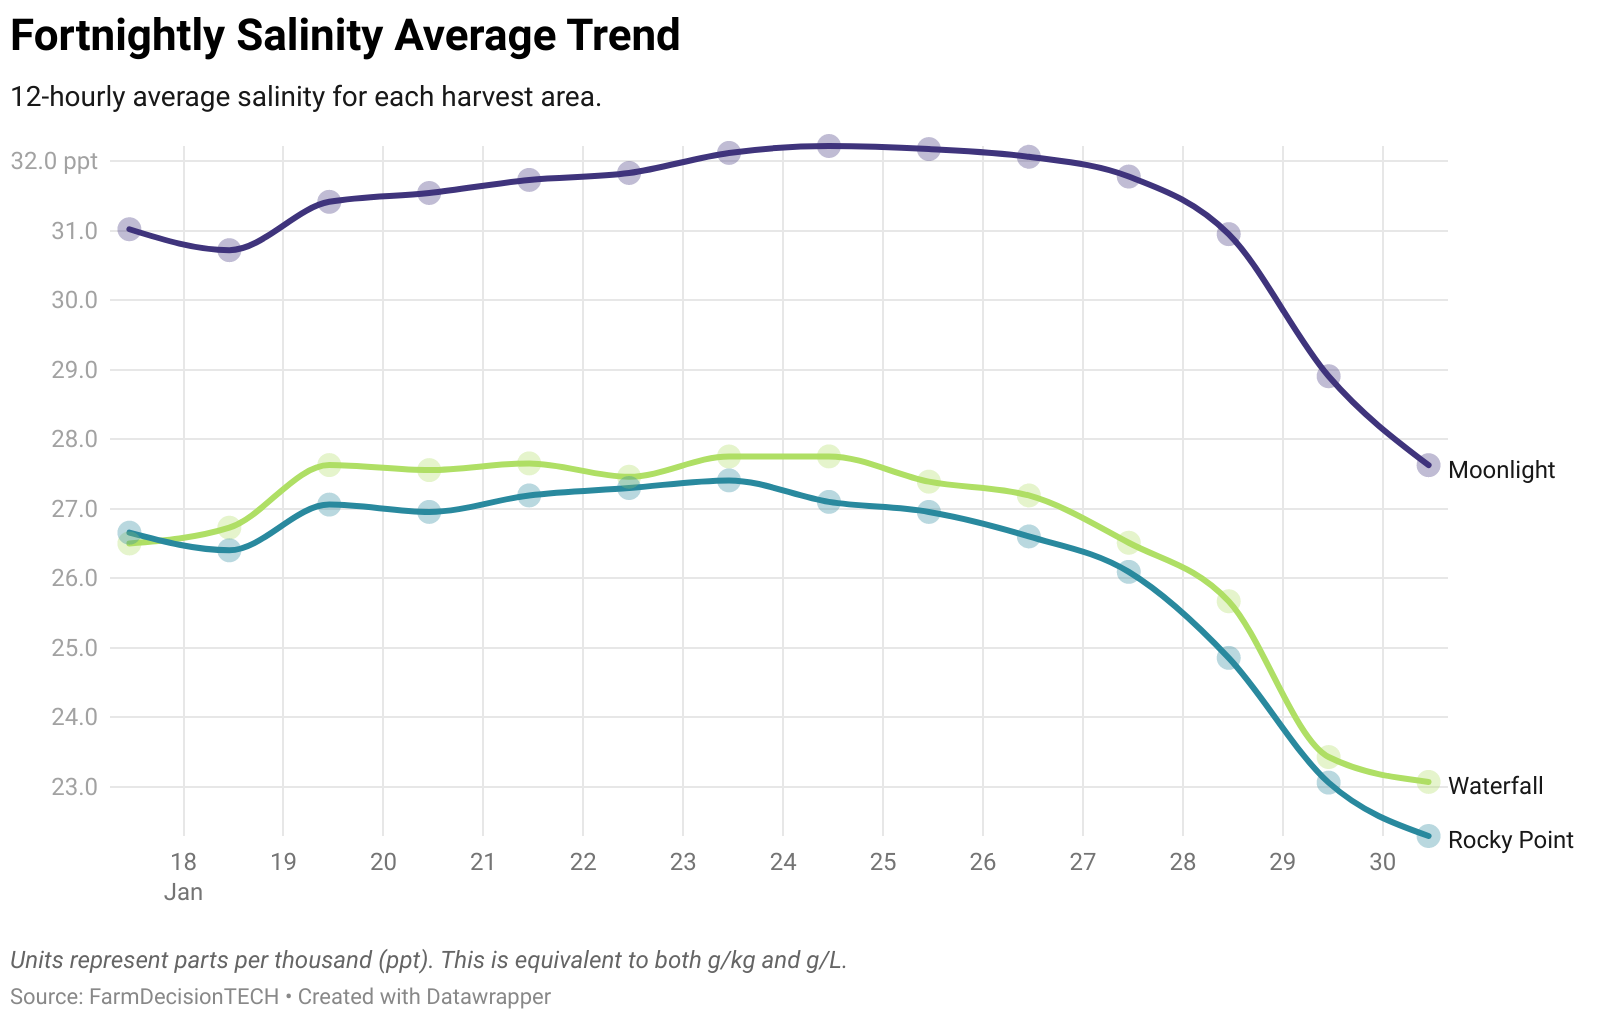 Fortnightly Salinity Average Trend
12-hourly average salinity for each harvest area.
32.0 ppt
31.0
30.0
29.0
28.0
27.0
26.0
25.0
24.0
23.0
Moonlight
Waterfall
Rocky Point
18 19 20 21 22 23 24 25 26 27 28 29 30
Jan
Units represent parts per thousand (ppt). This is equivalent to both g/kg and g/L.
Source: FarmDecisionTECH • Created with Datawrapper